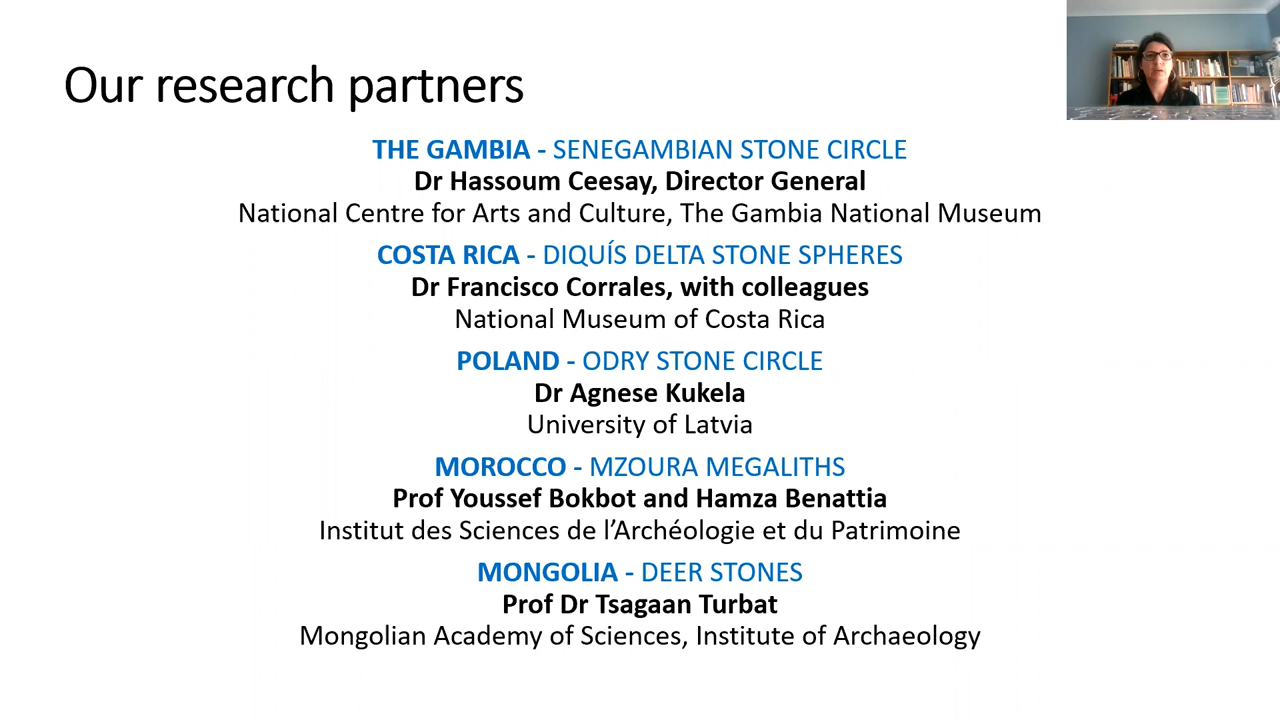 Our research partners
THE GAMBIA - SENEGAMBIAN STONE CIRCLE
Dr Hassoum Ceesay, Director General
National Centre for Arts and Culture, The Gambia National Museum
COSTA RICA - DIQUÍS DELTA STONE SPHERES
Dr Francisco Corrales, with colleagues
National Museum of Costa Rica
POLAND - ODRY STONE CIRCLE
Dr Agnese Kukela
University of Latvia
MOROCCO - MZOURA MEGALITHS
Prof Youssef Bokbot and Hamza Benattia
Institut des Sciences de l’Archéologie et du Patrimoine
MONGOLIA - DEER STONES
Prof Dr Tsagaan Turbat
Mongolian Academy of Sciences, Institute of Archaeology